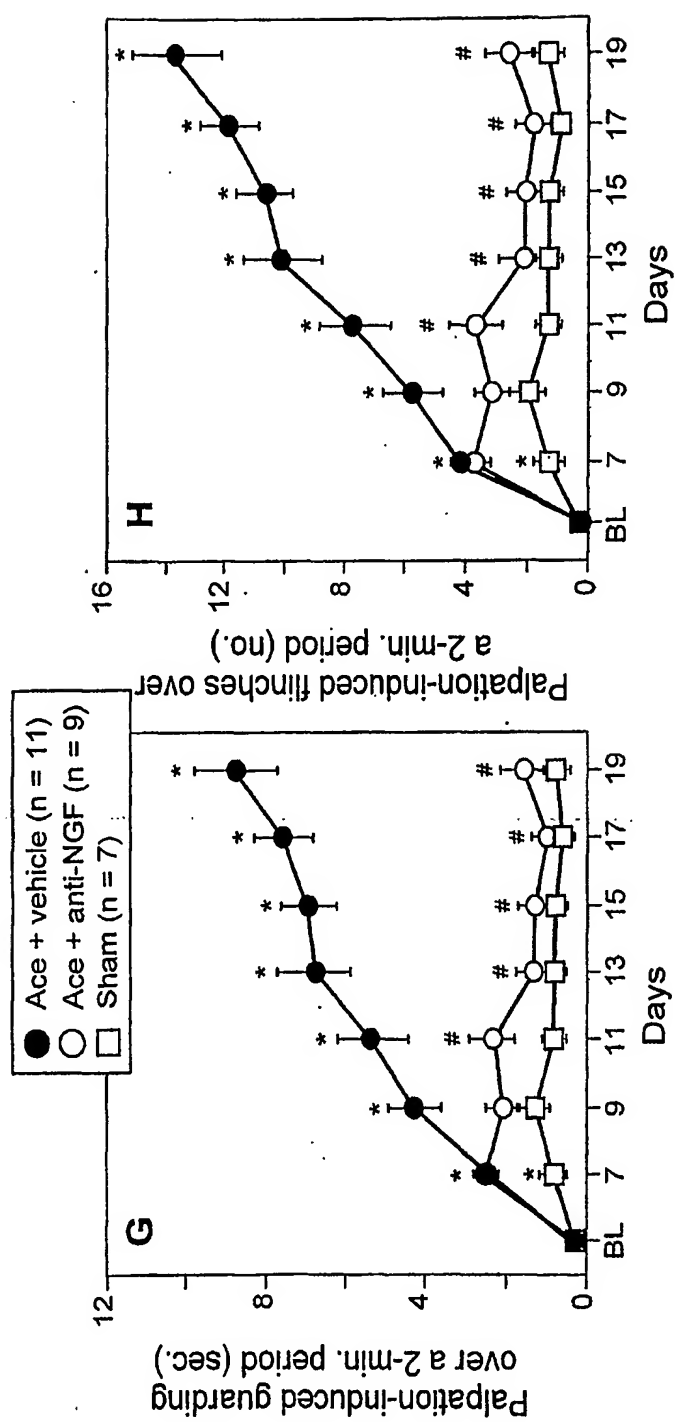 Ace + vehicle (n = 11)
Ace + anti-NGF (n = 9)
Sham (n = 7)
G
Palpation-induced guarding
over a 2-min. period (sec.)
12
8
4
0
* * * * * * *
* # # # # #
BL 7 9 11 13 15 17 19
Days
H
Palpation-induced flinches over
a 2-min. period (no.)
16
12
8
4
0
* * * * * * *
* # # # # #
BL 7 9 11 13 15 17 19
Days